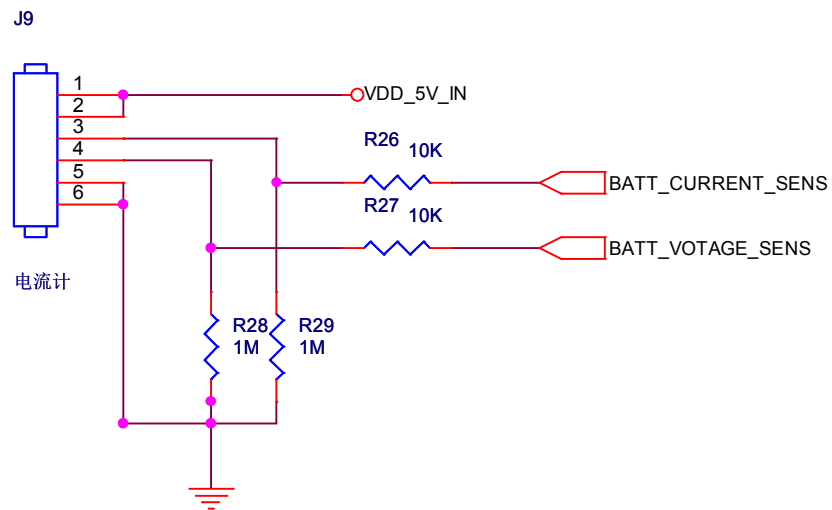 J9
1
2
3
4
5
6
VDD_5V_IN
R26
10K
BATT_CURRENT_SENS
R27
10K
BATT_VOTAGE_SENS
电流计
R28
1M
R29
1M